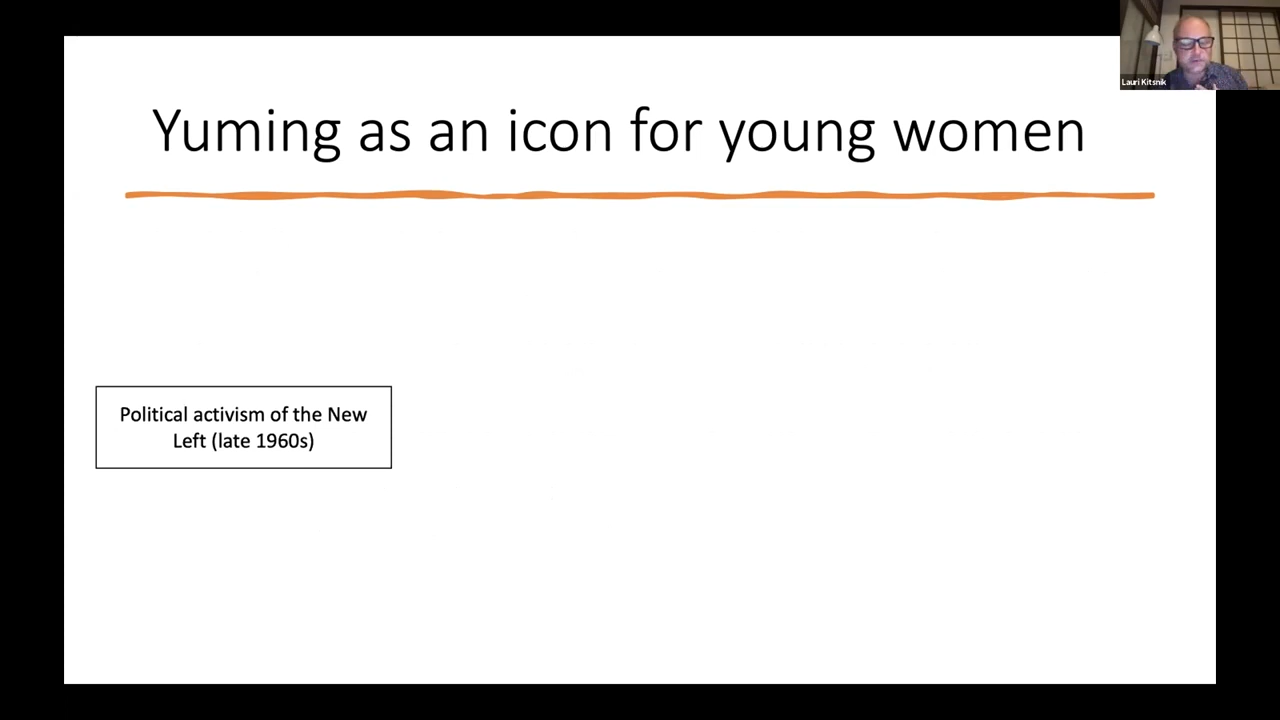 Lauri Kitsnik
Yuming as an icon for young women
Political activism of the New
Left (late 1960s)